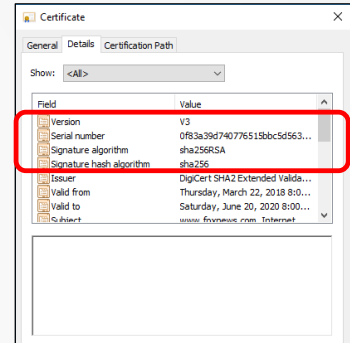 Certificate
General Details Certification Path
Show: <All>
Field Value
Version V3
Serial number 0f83a39d740776515bbc5d563...
Signature algorithm sha256RSA
Signature hash algorithm sha256
Issuer DigiCert SHA2 Extended Valida...
Valid from Thursday, March 22, 2018 8:0...
Valid to Saturday, June 20, 2020 8:00...
Subject www.foxnews.com, Internet